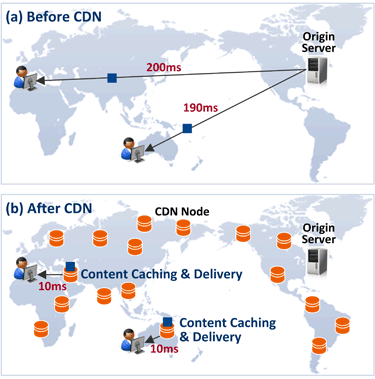 (a) Before CDN
Origin
Server
200ms
190ms
(b) After CDN
CDN Node
Origin
Server
Content Caching & Delivery
10ms
Content Caching
& Delivery
10ms